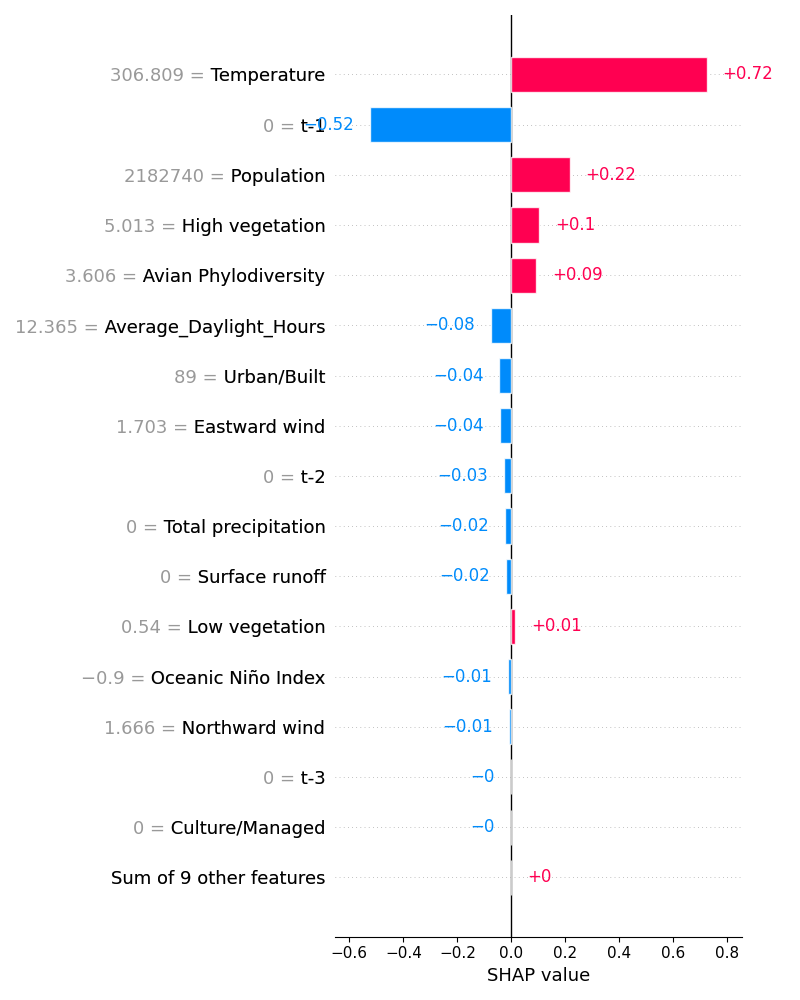 306.809 = Temperature +0.72
0 = t-1 −0.52
2182740 = Population +0.22
5.013 = High vegetation +0.1
3.606 = Avian Phylodiversity +0.09
12.365 = Average_Daylight_Hours −0.08
89 = Urban/Built −0.04
1.703 = Eastward wind −0.04
0 = t-2 −0.03
0 = Total precipitation −0.02
0 = Surface runoff −0.02
0.54 = Low vegetation +0.01
−0.9 = Oceanic Niño Index −0.01
1.666 = Northward wind −0.01
0 = t-3 −0
0 = Culture/Managed −0
Sum of 9 other features +0
−0.6 −0.4 −0.2 0.0 0.2 0.4 0.6 0.8
SHAP value